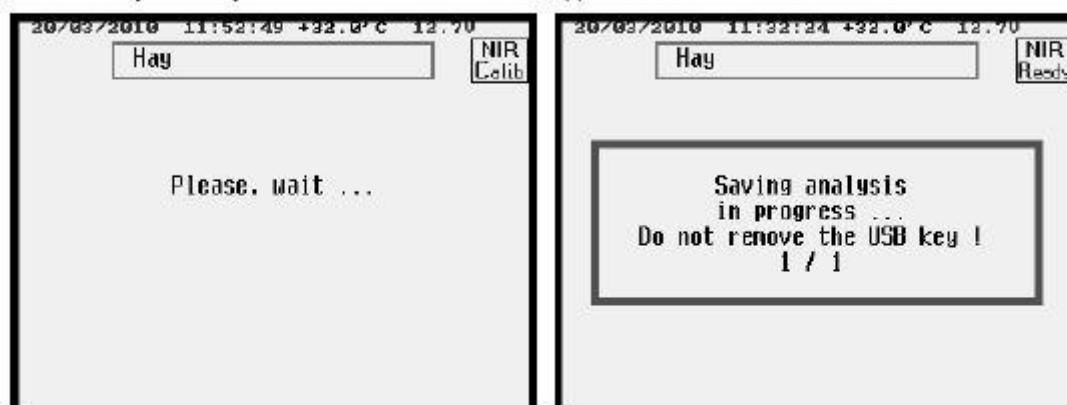 20/03/2010 11:52:49 +32.0°C 12.7V
Hay
NIR
Calib
Please, wait ...
20/03/2010 11:32:24 +32.0°C 12.7V
Hay
NIR
Ready
Saving analysis
in progress ...
Do not remove the USB key !
1 / 1